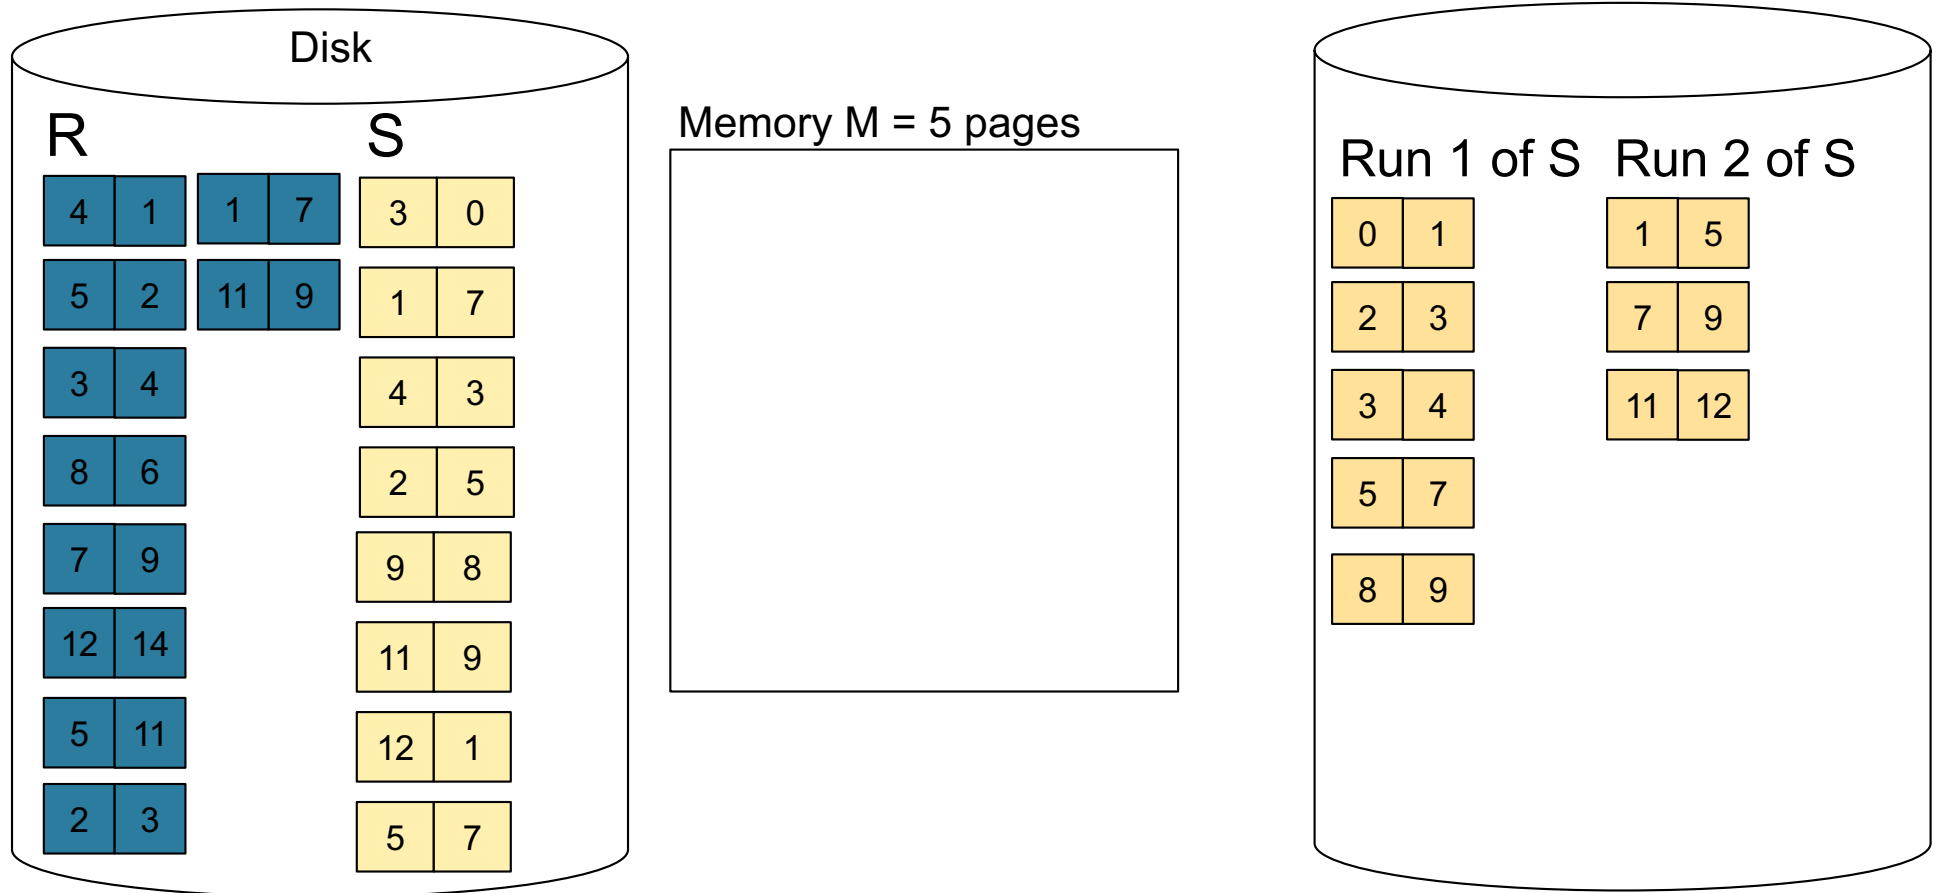 Disk
Memory M = 5 pages
R
S
4 1 1 7 3 0
5 2 11 9 1 7
3 4 4 3
8 6 2 5
7 9 9 8
12 14 11 9
5 11 12 1
2 3 5 7
Run 1 of S Run 2 of S
0 1 1 5
2 3 7 9
3 4 11 12
5 7
8 9